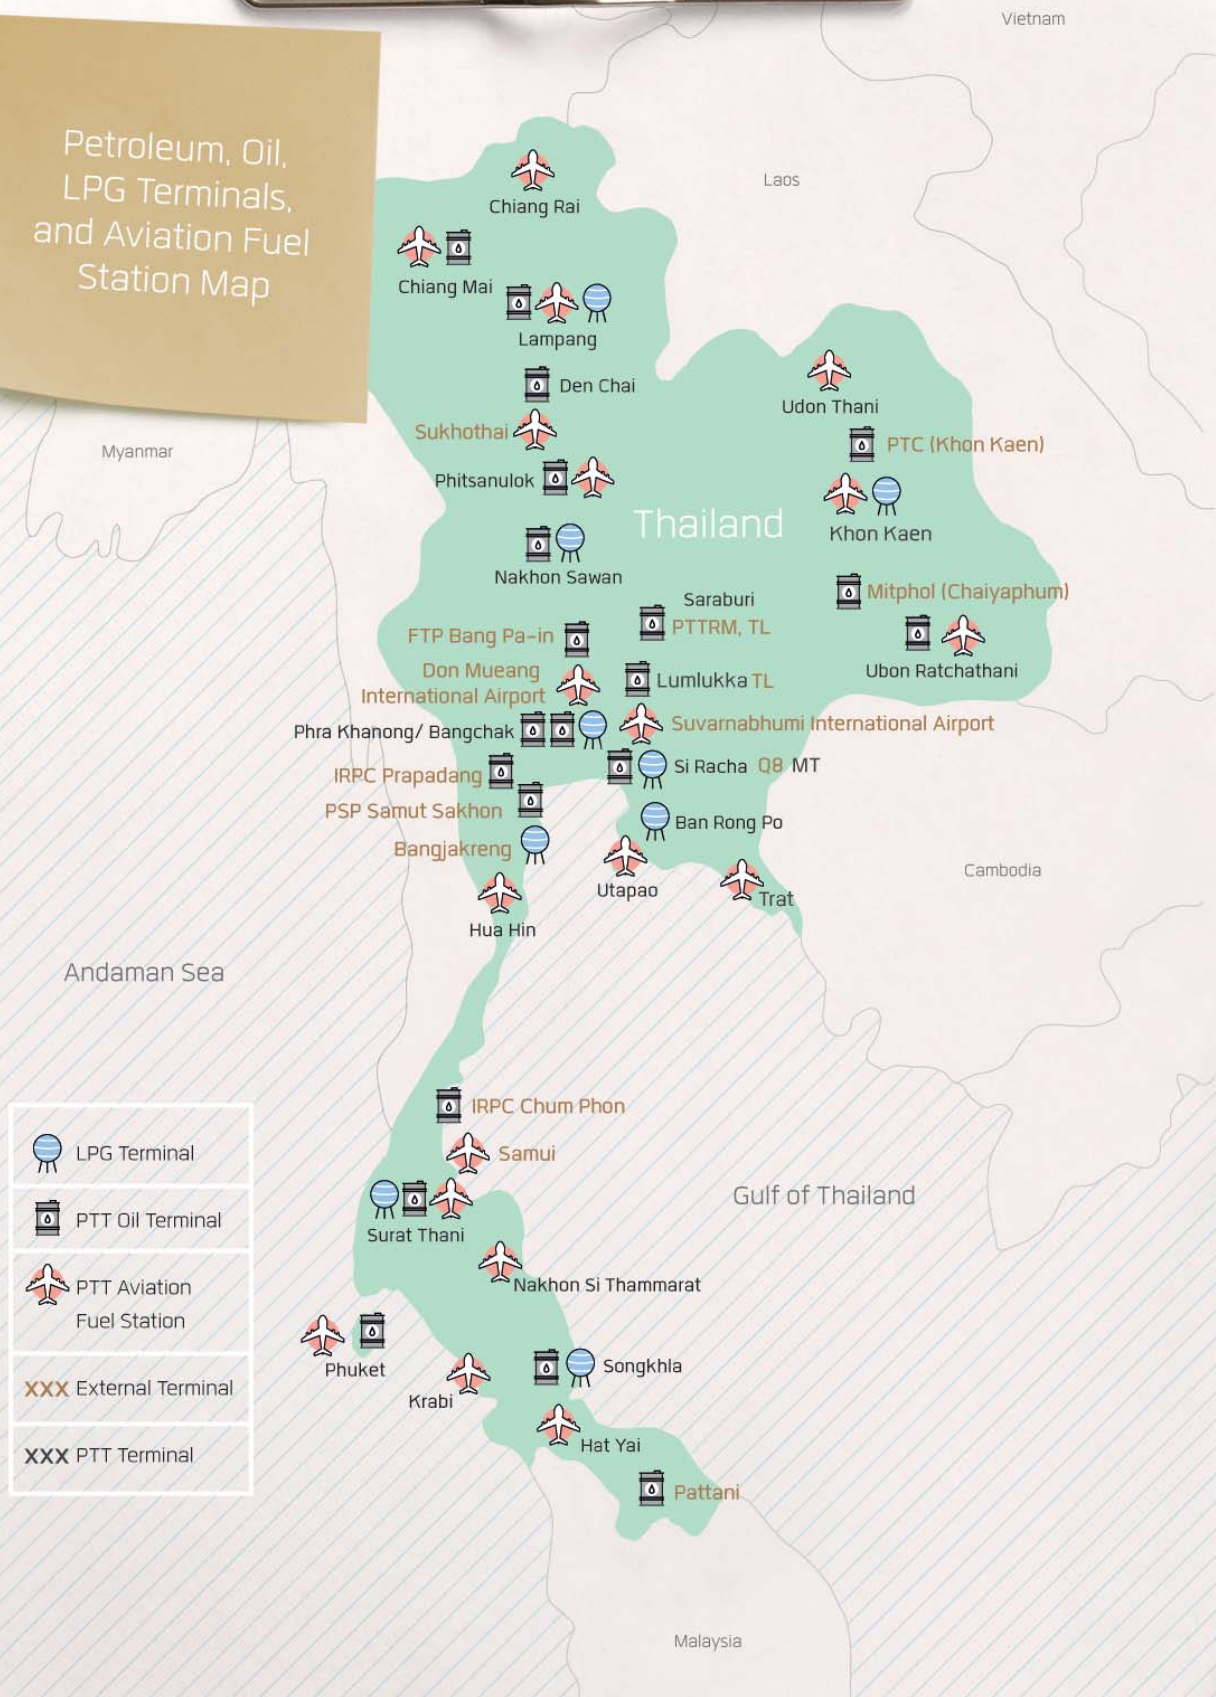 Petroleum, Oil,
LPG Terminals,
and Aviation Fuel
Station Map
Vietnam
Laos
Chiang Rai
Chiang Mai
Lampang
Den Chai
Udon Thani
Sukhothai
PTC (Khon Kaen)
Myanmar
Phitsanulok
Thailand
Khon Kaen
Nakhon Sawan
Mitphol (Chaiyaphum)
Saraburi
PTTRM, TL
FTP Bang Pa-in
Ubon Ratchathani
Don Mueang
International Airport
Lumlukka TL
Phra Khanong/ Bangchak
Suvarnabhumi International Airport
IRPC Prapadang
Si Racha Q8 MT
PSP Samut Sakhon
Ban Rong Po
Bangjakreng
Cambodia
Utapao
Trat
Hua Hin
Andaman Sea
IRPC Chum Phon
Samui
Gulf of Thailand
Surat Thani
Nakhon Si Thammarat
Phuket
Songkhla
Krabi
Hat Yai
Pattani
Malaysia
LPG Terminal
PTT Oil Terminal
PTT Aviation
Fuel Station
XXX External Terminal
XXX PTT Terminal